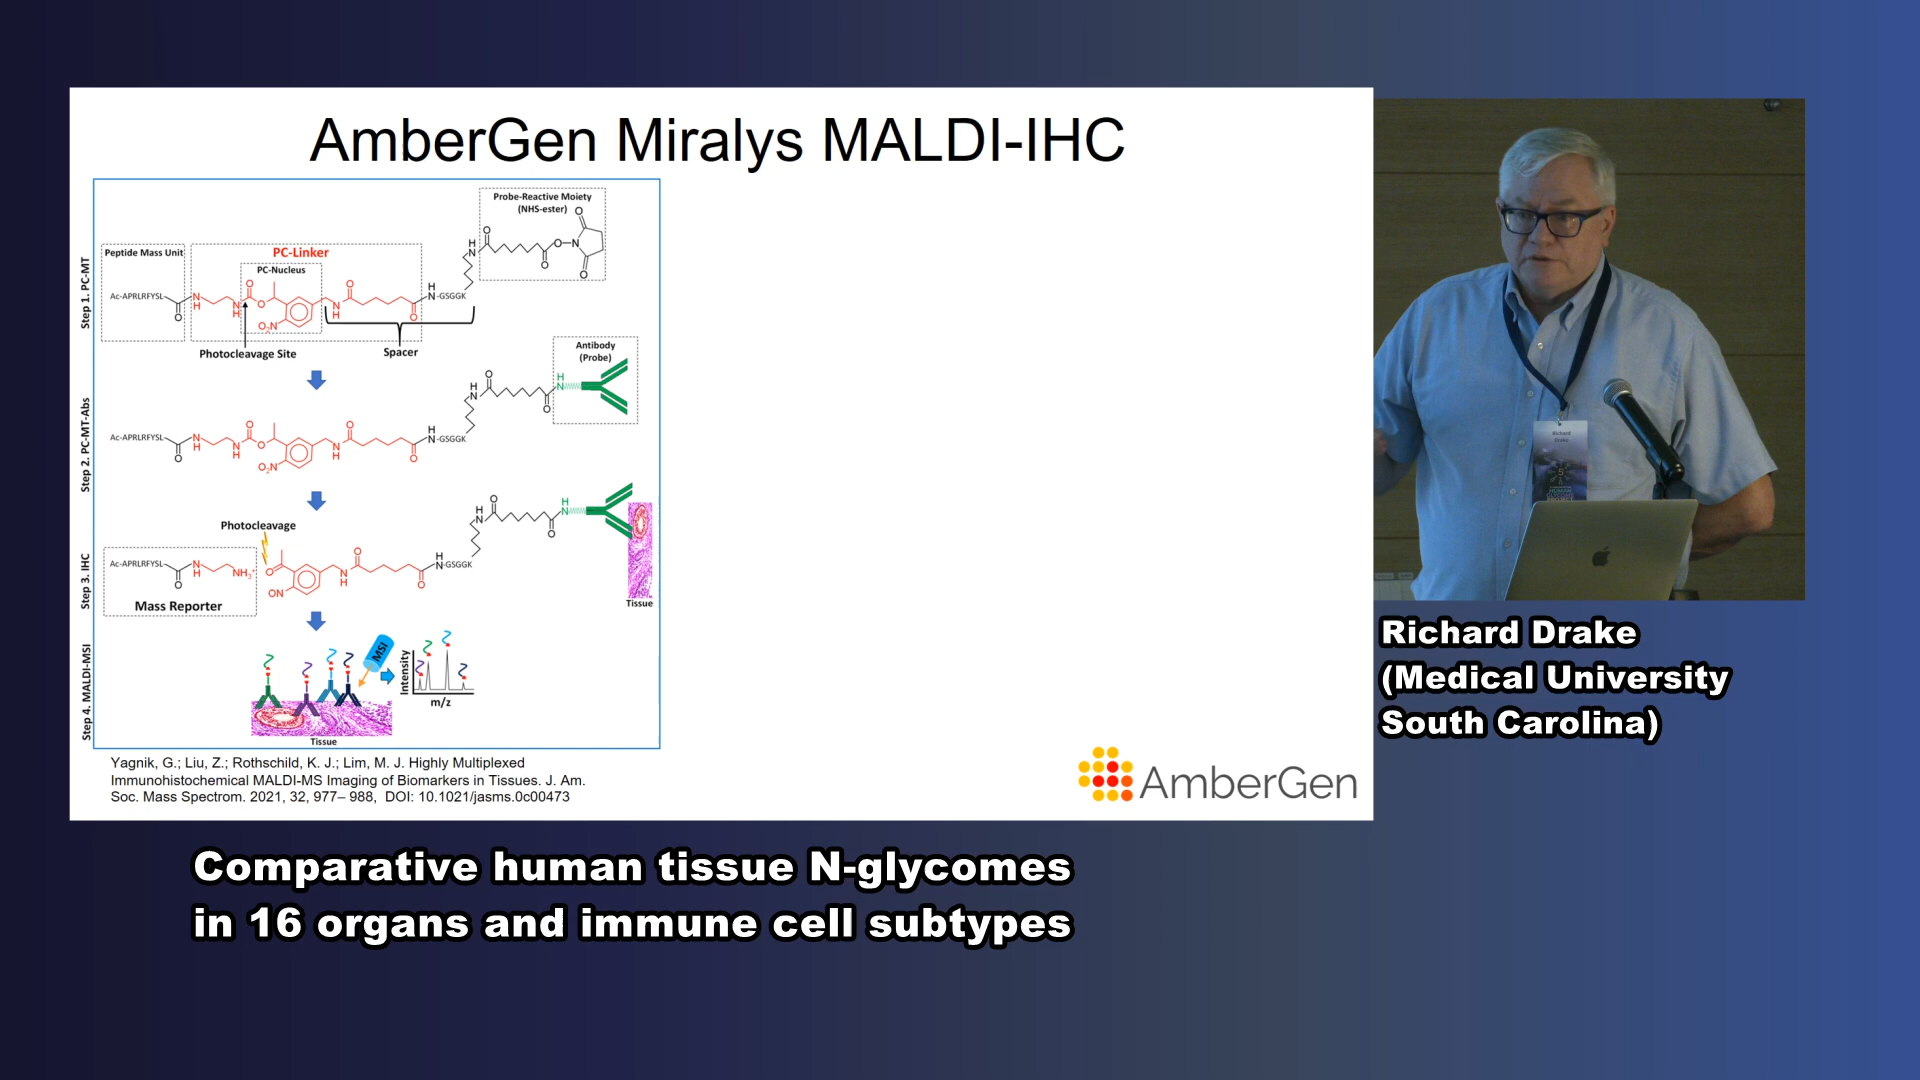 AmberGen Miralys MALDI-IHC
Probe-Reactive Moiety
(NHS-ester)
Peptide Mass Unit
PC-Linker
PC-Nucleus
Step 1. PC-MT
Ac-APRLRFYSL
-GSGGK
Photocleavage Site
Spacer
Antibody
(Probe)
Step 2. PC-MT-Abs
Ac-APRLRFYSL
-GSGGK
Photocleavage
Step 3. IHC
Ac-APRLRFYSL
-GSGGK
Mass Reporter
Tissue
Step 4. MALDI-MSI
MSI
Intensity
m/z
Tissue
Yagnik, G.; Liu, Z.; Rothschild, K. J.; Lim, M. J. Highly Multiplexed
Immunohistochemical MALDI-MS Imaging of Biomarkers in Tissues. J. Am.
Soc. Mass Spectrom. 2021, 32, 977– 988, DOI: 10.1021/jasms.0c00473
AmberGen
Richard
Drake
Richard Drake
(Medical University
South Carolina)
Comparative human tissue N-glycomes
in 16 organs and immune cell subtypes